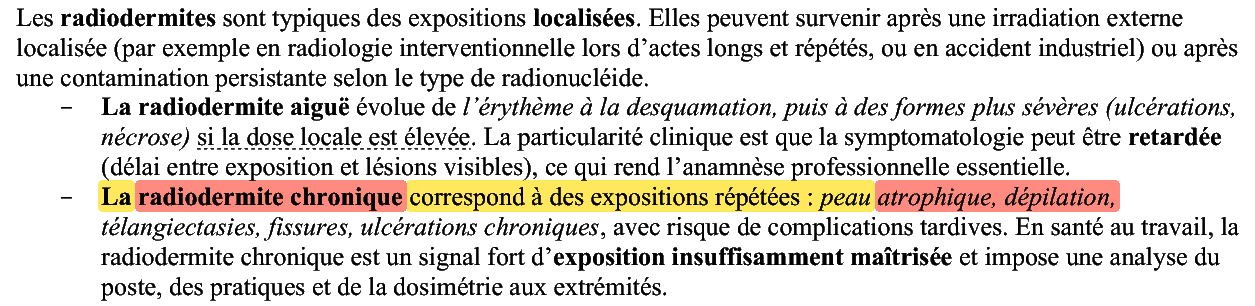 Les radiodermites sont typiques des expositions localisées. Elles peuvent survenir après une irradiation externe
localisée (par exemple en radiologie interventionnelle lors d’actes longs et répétés, ou en accident industriel) ou après
une contamination persistante selon le type de radionucléide.
– La radiodermite aiguë évolue de l’érythème à la desquamation, puis à des formes plus sévères (ulcérations,
nécrose) si la dose locale est élevée. La particularité clinique est que la symptomatologie peut être retardée
(délai entre exposition et lésions visibles), ce qui rend l’anamnèse professionnelle essentielle.
– La radiodermite chronique correspond à des expositions répétées : peau atrophique, dépilation,
télangiectasies, fissures, ulcérations chroniques, avec risque de complications tardives. En santé au travail, la
radiodermite chronique est un signal fort d’exposition insuffisamment maîtrisée et impose une analyse du
poste, des pratiques et de la dosimétrie aux extrémités.